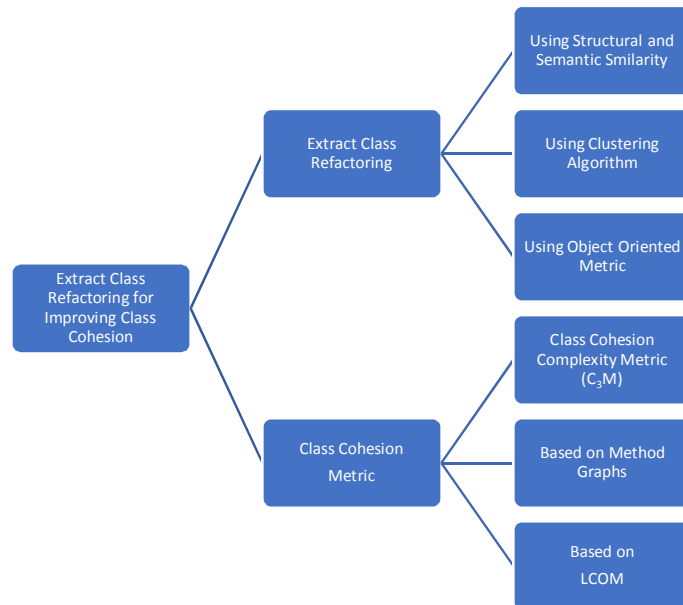 Using Structural and
Semantic Smilarity
Extract Class
Refactoring
Using Clustering
Algorithm
Using Object Oriented
Metric
Extract Class
Refactoring for
Improving Class
Cohesion
Class Cohesion
Complexity Metric
(C₃M)
Class Cohesion
Metric
Based on Method
Graphs
Based on
LCOM